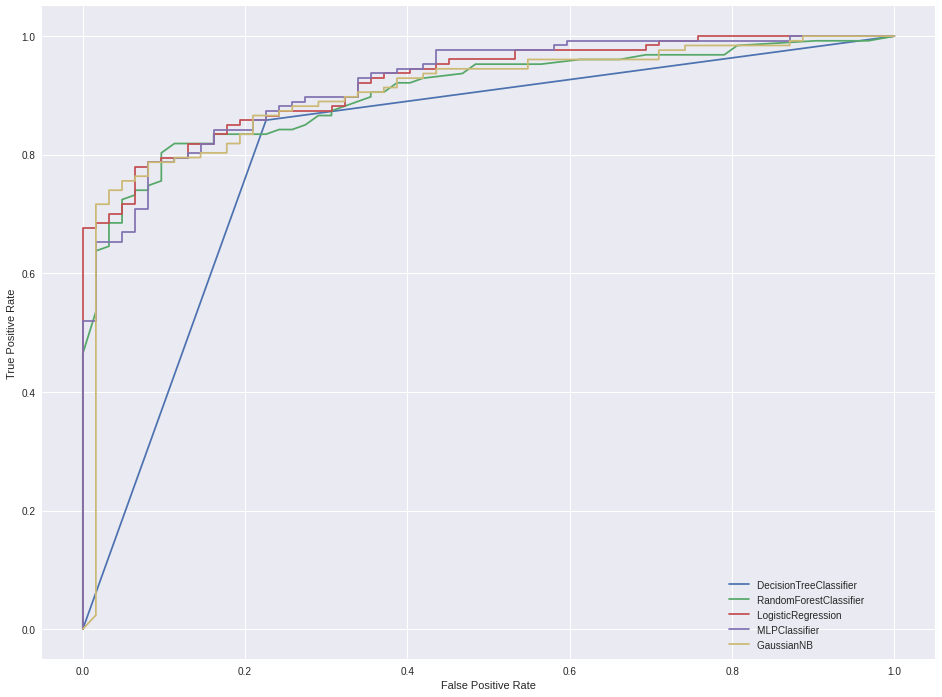 1.0
0.8
0.6
0.4
0.2
0.0
True Positive Rate
DecisionTreeClassifier
RandomForestClassifier
LogisticRegression
MLPClassifier
GaussianNB
0.0 0.2 0.4 0.6 0.8 1.0
False Positive Rate